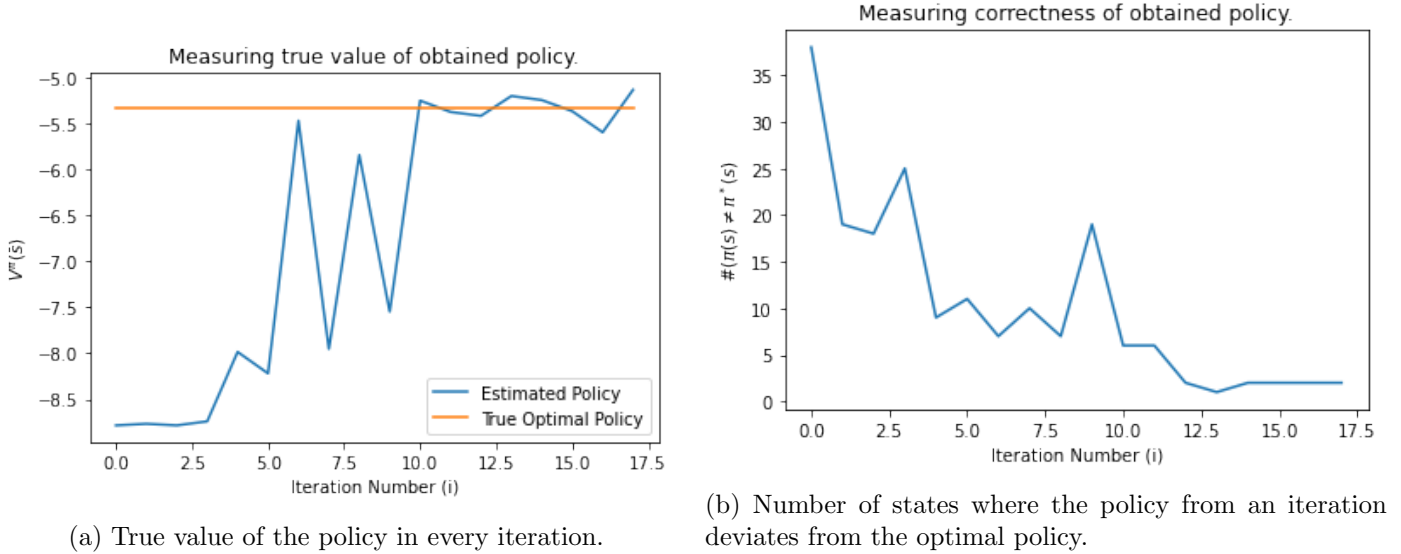 Measuring true value of obtained policy.
−5.0
−5.5
−6.0
−6.5
−7.0
−7.5
−8.0
−8.5
V^π(s̄)
Estimated Policy
True Optimal Policy
0.0 2.5 5.0 7.5 10.0 12.5 15.0 17.5
Iteration Number (i)
(a) True value of the policy in every iteration.
Measuring correctness of obtained policy.
35
30
25
20
15
10
5
0
#(π(s) ≠ π*(s)
0.0 2.5 5.0 7.5 10.0 12.5 15.0 17.5
Iteration Number (i)
(b) Number of states where the policy from an iteration
deviates from the optimal policy.